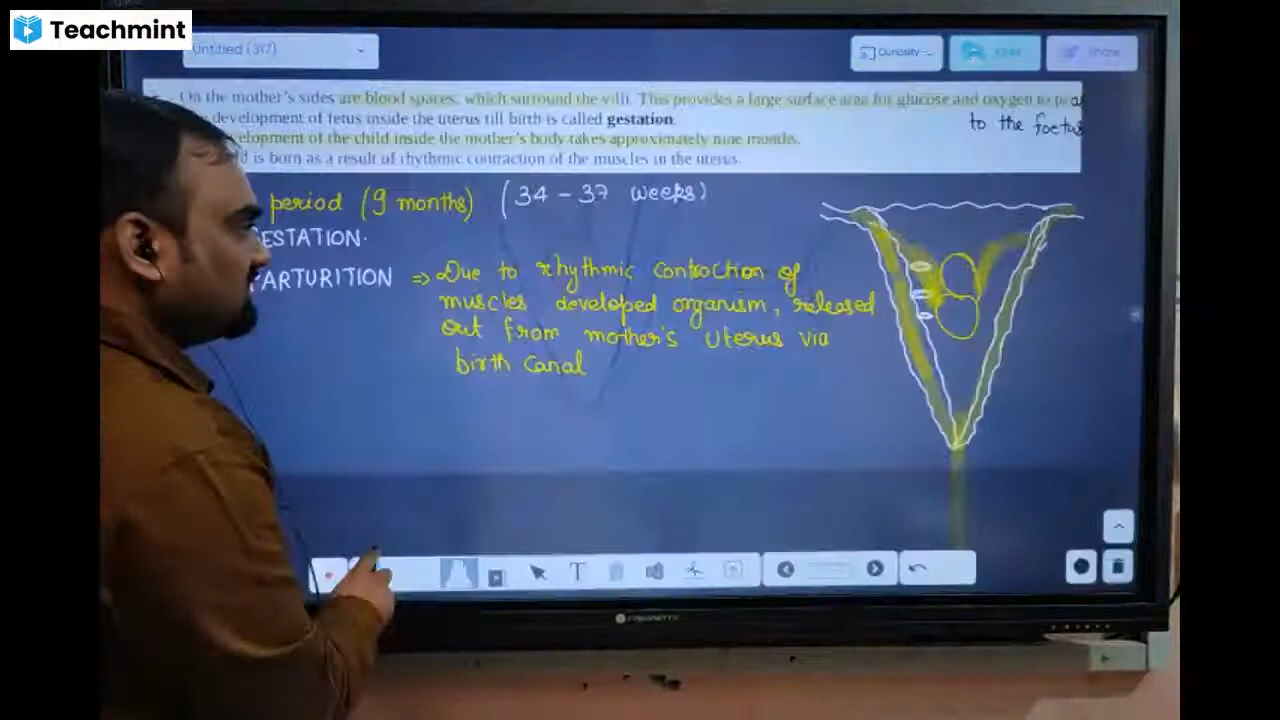 Teachmint
Untitled (317)
On the mother's sides are blood spaces, which surround the villi. This provides a large surface area for glucose and oxygen to pa
development of fetus inside the uterus till birth is called gestation.
to the foetus
elopment of the child inside the mother's body takes approximately nine months.
d is born as a result of rhythmic contraction of the muscles in the uterus.
period (9 months) (34 - 37 weeks)
ESTATION.
ARTURITION ⇒ Due to rhythmic controction of
muscles developed organism, released
out from mother's uterus via
birth canal